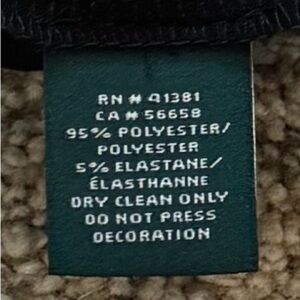 RN # 41381
CA # 56658
95% POLYESTER/
POLYESTER
5% ELASTANE/
ÉLASTHANNE
DRY CLEAN ONLY
DO NOT PRESS
DECORATION